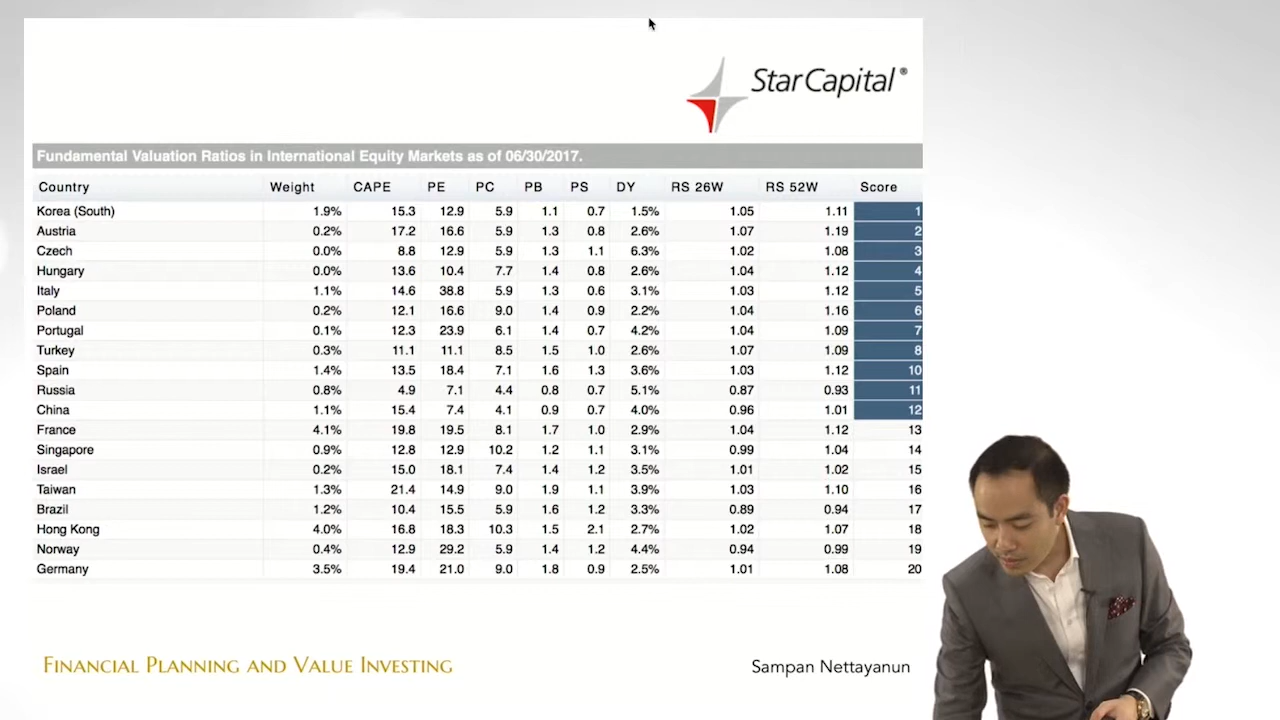 StarCapital®
Fundamental Valuation Ratios in International Equity Markets as of 06/30/2017.
Country Weight CAPE PE PC PB PS DY RS 26W RS 52W Score
Korea (South) 1.9% 15.3 12.9 5.9 1.1 0.7 1.5% 1.05 1.11 1
Austria 0.2% 17.2 16.6 5.9 1.3 0.8 2.6% 1.07 1.19 2
Czech 0.0% 8.8 12.9 5.9 1.3 1.1 6.3% 1.02 1.08 3
Hungary 0.0% 13.6 10.4 7.7 1.4 0.8 2.6% 1.04 1.12 4
Italy 1.1% 14.6 38.8 5.9 1.3 0.6 3.1% 1.03 1.12 5
Poland 0.2% 12.1 16.6 9.0 1.4 0.9 2.2% 1.04 1.16 6
Portugal 0.1% 12.3 23.9 6.1 1.4 0.7 4.2% 1.04 1.09 7
Turkey 0.3% 11.1 11.1 8.5 1.5 1.0 2.6% 1.07 1.09 8
Spain 1.4% 13.5 18.4 7.1 1.6 1.3 3.6% 1.03 1.12 10
Russia 0.8% 4.9 7.1 4.4 0.8 0.7 5.1% 0.87 0.93 11
China 1.1% 15.4 7.4 4.1 0.9 0.7 4.0% 0.96 1.01 12
France 4.1% 19.8 19.5 8.1 1.7 1.0 2.9% 1.04 1.12 13
Singapore 0.9% 12.8 12.9 10.2 1.2 1.1 3.1% 0.99 1.04 14
Israel 0.2% 15.0 18.1 7.4 1.4 1.2 3.5% 1.01 1.02 15
Taiwan 1.3% 21.4 14.9 9.0 1.9 1.1 3.9% 1.03 1.10 16
Brazil 1.2% 10.4 15.5 5.9 1.6 1.2 3.3% 0.89 0.94 17
Hong Kong 4.0% 16.8 18.3 10.3 1.5 2.1 2.7% 1.02 1.07 18
Norway 0.4% 12.9 29.2 5.9 1.4 1.2 4.4% 0.94 0.99 19
Germany 3.5% 19.4 21.0 9.0 1.8 0.9 2.5% 1.01 1.08 20
Financial Planning and Value Investing
Sampan Nettayanun